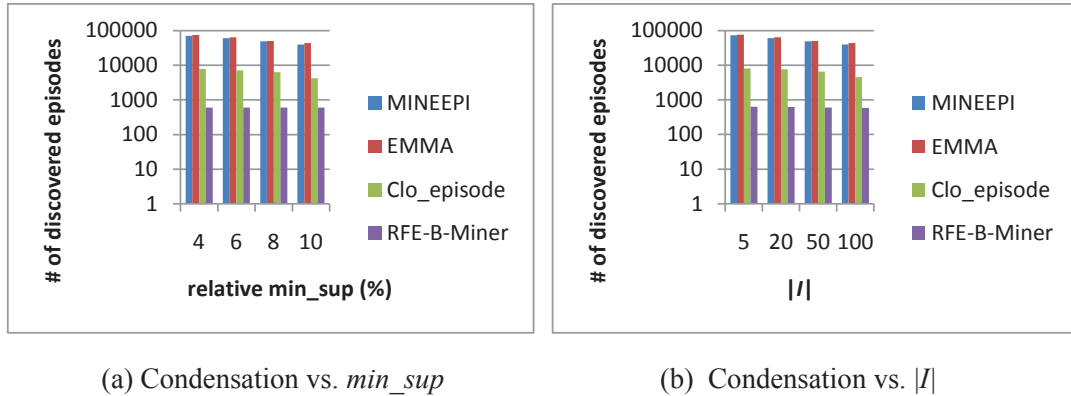 # of discovered episodes
100000
10000
1000
100
10
1
4 6 8 10
relative min_sup (%)
MINEEPI
EMMA
Clo_episode
RFE-B-Miner
# of discovered episodes
100000
10000
1000
100
10
1
5 20 50 100
|I|
MINEEPI
EMMA
Clo_episode
RFE-B-Miner
(a) Condensation vs. min_sup
(b) Condensation vs. |I|